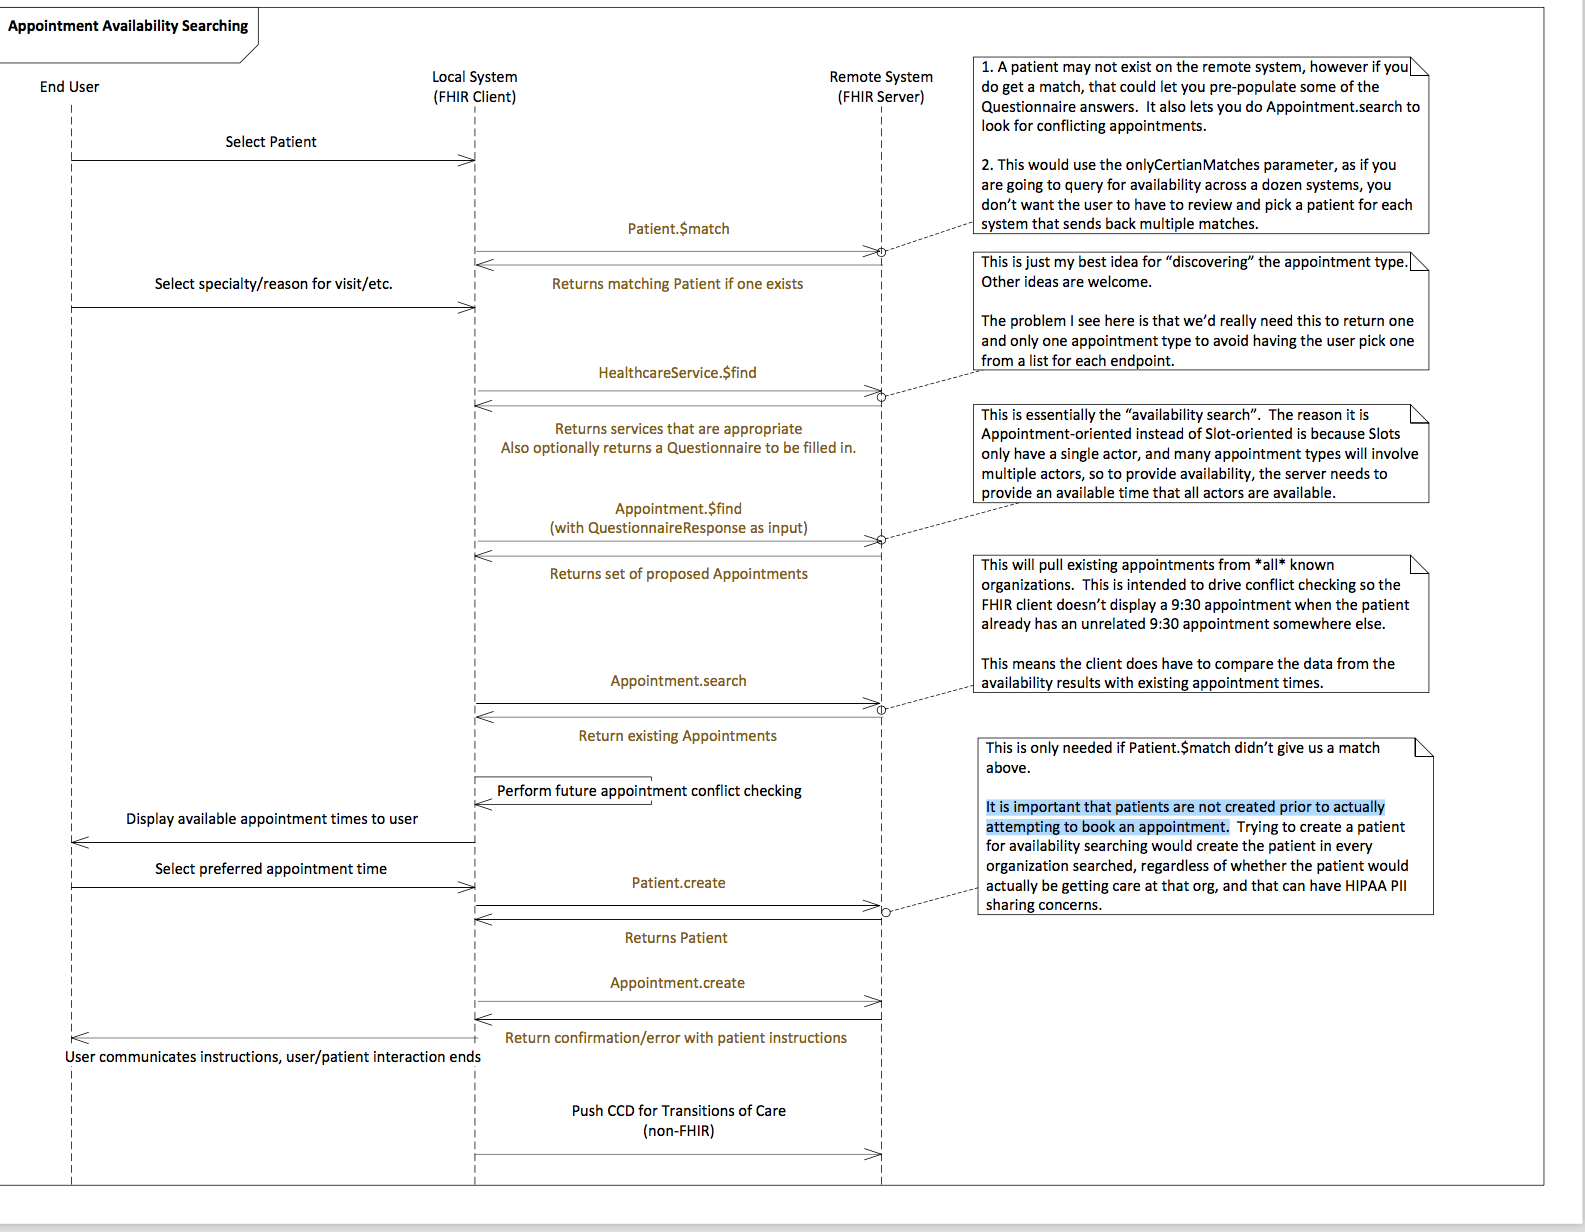 Appointment Availability Searching
End User
Local System
(FHIR Client)
Remote System
(FHIR Server)
1. A patient may not exist on the remote system, however if you
do get a match, that could let you pre-populate some of the
Questionnaire answers.  It also lets you do Appointment.search to
look for conflicting appointments.
2. This would use the onlyCertianMatches parameter, as if you
are going to query for availability across a dozen systems, you
don't want the user to have to review and pick a patient for each
system that sends back multiple matches.
Select Patient
Patient.$match
Returns matching Patient if one exists
Select specialty/reason for visit/etc.
This is just my best idea for “discovering” the appointment type.
Other ideas are welcome.
The problem I see here is that we'd really need this to return one
and only one appointment type to avoid having the user pick one
from a list for each endpoint.
HealthcareService.$find
Returns services that are appropriate
Also optionally returns a Questionnaire to be filled in.
This is essentially the “availability search”.  The reason it is
Appointment-oriented instead of Slot-oriented is because Slots
only have a single actor, and many appointment types will involve
multiple actors, so to provide availability, the server needs to
provide an available time that all actors are available.
Appointment.$find
(with QuestionnaireResponse as input)
Returns set of proposed Appointments
This will pull existing appointments from *all* known
organizations.  This is intended to drive conflict checking so the
FHIR client doesn't display a 9:30 appointment when the patient
already has an unrelated 9:30 appointment somewhere else.
This means the client does have to compare the data from the
availability results with existing appointment times.
Appointment.search
Return existing Appointments
Perform future appointment conflict checking
Display available appointment times to user
Select preferred appointment time
This is only needed if Patient.$match didn't give us a match
above.
It is important that patients are not created prior to actually
attempting to book an appointment.  Trying to create a patient
for availability searching would create the patient in every
organization searched, regardless of whether the patient would
actually be getting care at that org, and that can have HIPAA PII
sharing concerns.
Patient.create
Returns Patient
Appointment.create
Return confirmation/error with patient instructions
User communicates instructions, user/patient interaction ends
Push CCD for Transitions of Care
(non-FHIR)